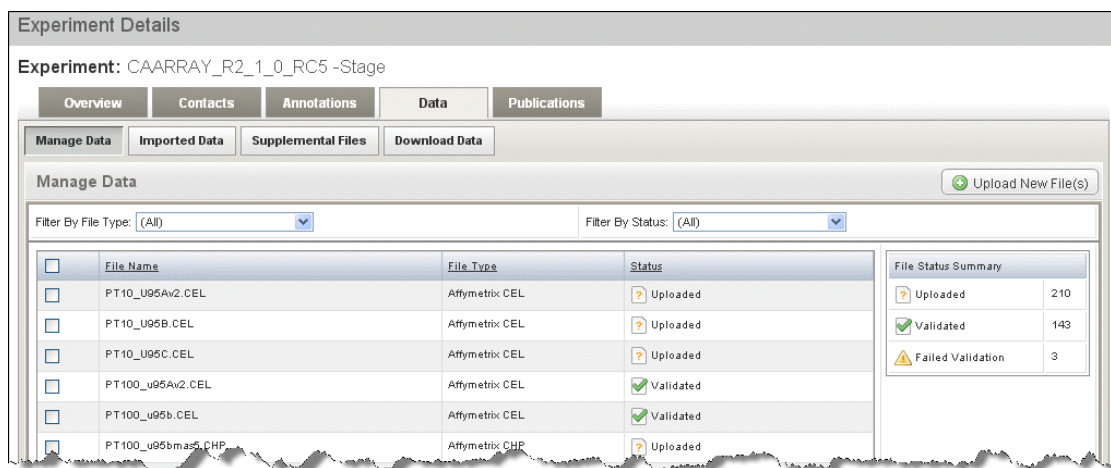 Experiment Details
Experiment: CAARRAY_R2_1_0_RC5 -Stage
Overview Contacts Annotations Data Publications
Manage Data Imported Data Supplemental Files Download Data
Manage Data Upload New File(s)
Filter By File Type: (All) Filter By Status: (All)
File Name File Type Status File Status Summary
PT10_U95Av2.CEL Affymetrix CEL ? Uploaded ? Uploaded 210
PT10_U95B.CEL Affymetrix CEL ? Uploaded Validated 143
PT10_U95C.CEL Affymetrix CEL ? Uploaded Failed Validation 3
PT100_u95Av2.CEL Affymetrix CEL Validated
PT100_u95b.CEL Affymetrix CEL Validated
PT100_u95bmas5.CHP Affymetrix CHP ? Uploaded